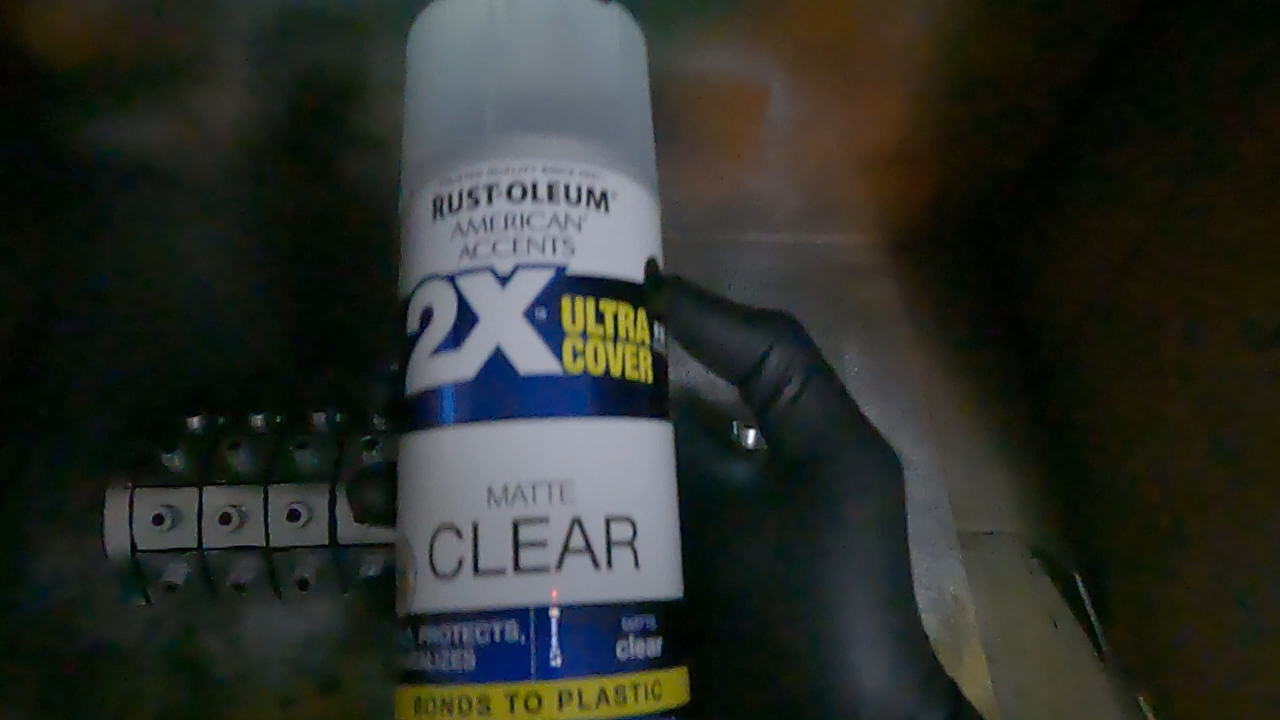 RUST-OLEUM®
AMERICAN
ACCENTS
2X
ULTRA
COVER
MATTE
CLEAR
PROTECTS,
clear
BONDS TO PLASTIC